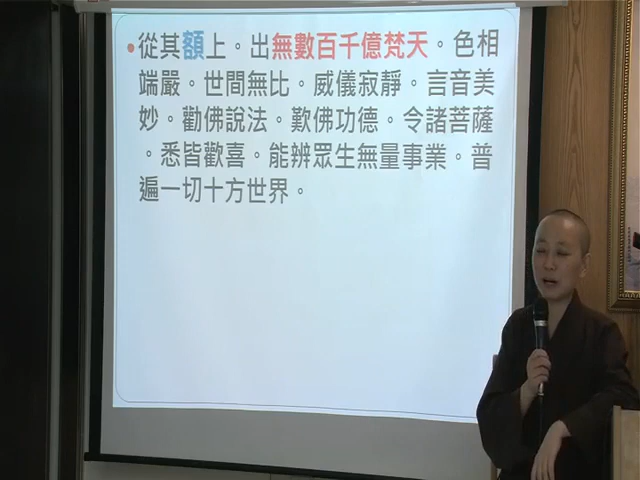 •從其額上。出無數百千億梵天。色相
端嚴。世間無比。威儀寂靜。言音美
妙。勸佛說法。歎佛功德。令諸菩薩
。悉皆歡喜。能辨眾生無量事業。普
遍一切十方世界。